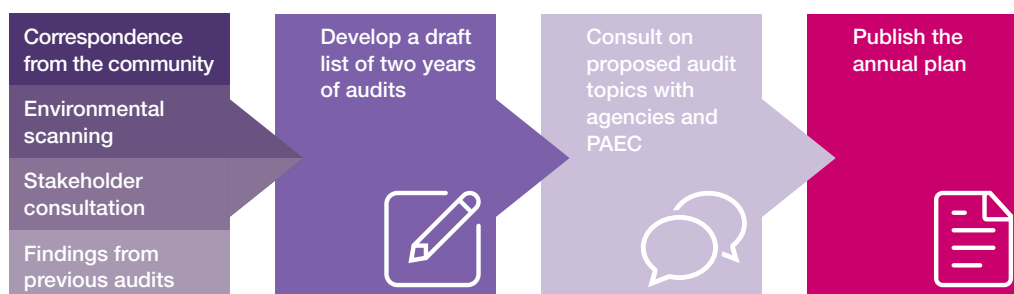 Correspondence
from the community
Environmental
scanning
Stakeholder
consultation
Findings from
previous audits
Develop a draft
list of two years
of audits
Consult on
proposed audit
topics with
agencies and
PAEC
Publish the
annual plan